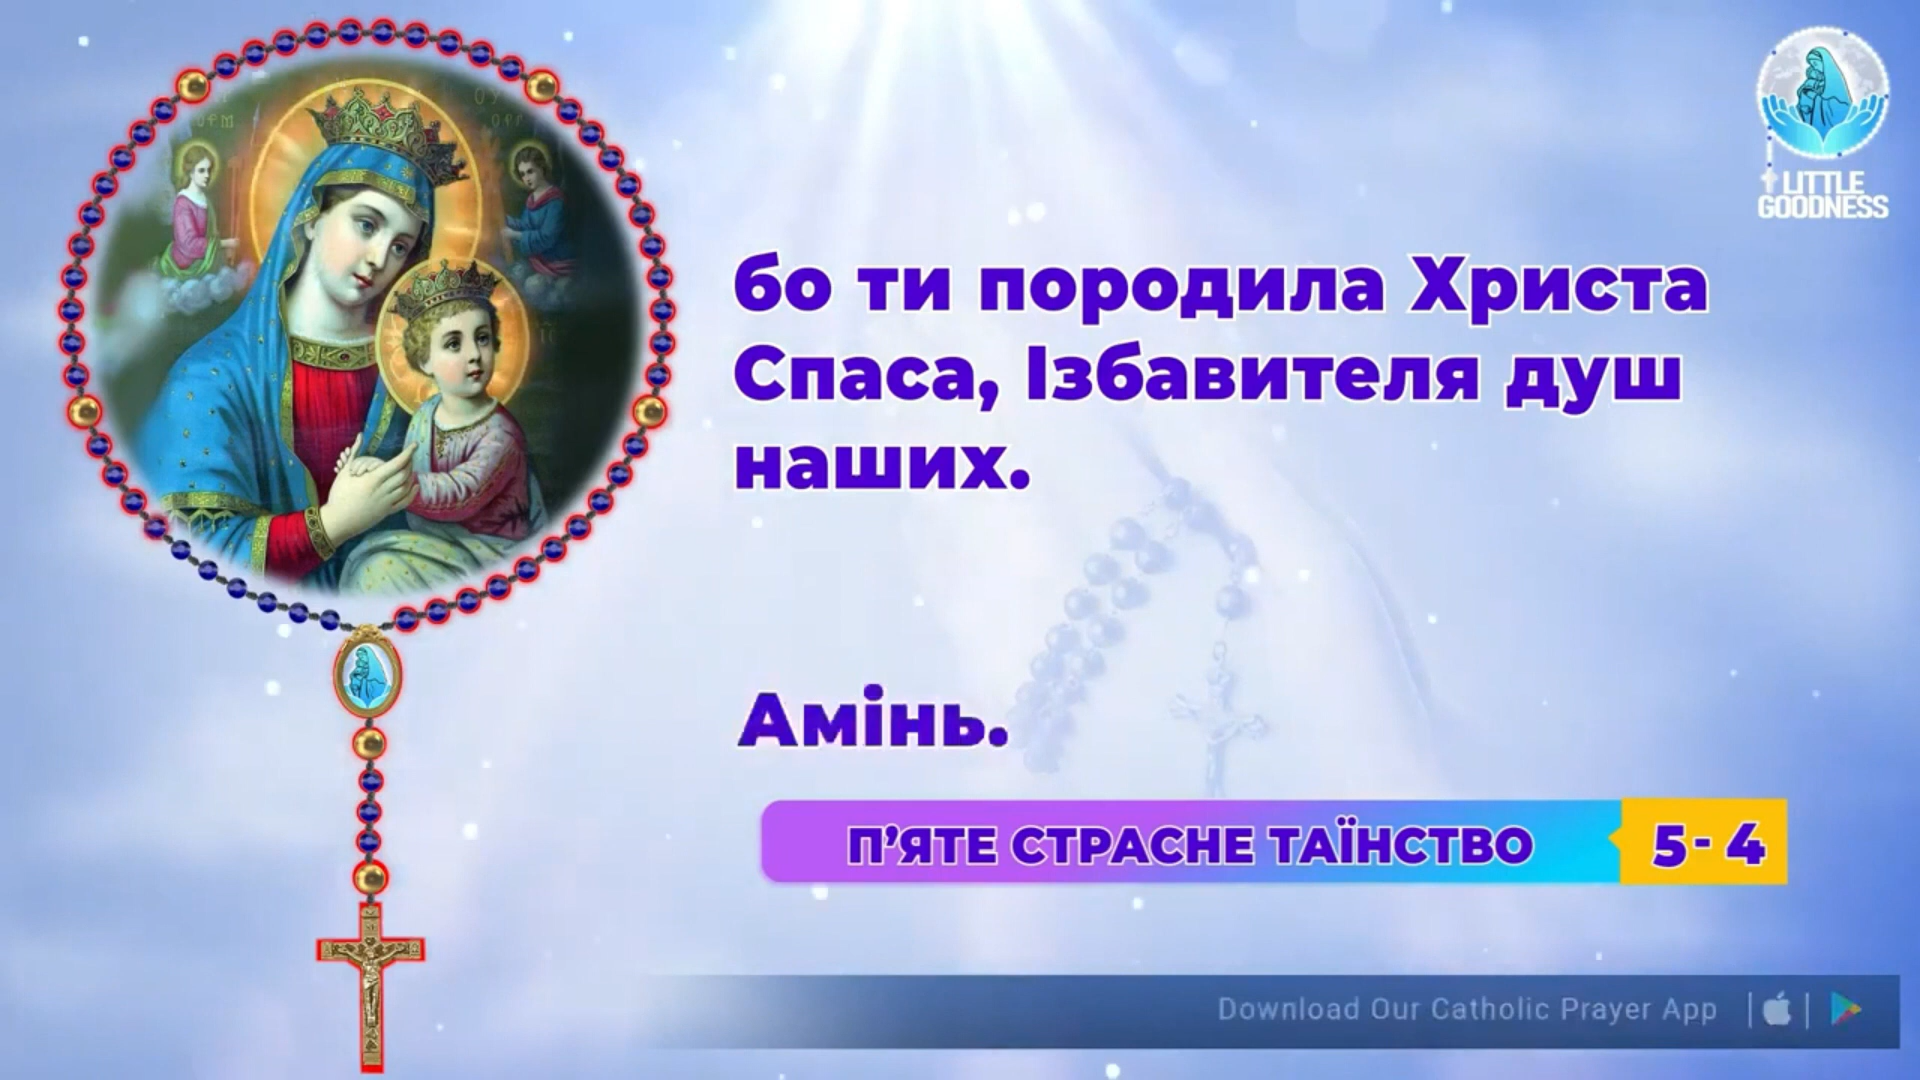 бо ти породила Христа
Спаса, Ізбавителя душ
наших.
Амінь.
П’ЯТЕ СТРАСНЕ ТАЇНСТВО
5 - 4
LITTLE
GOODNESS
Download Our Catholic Prayer App